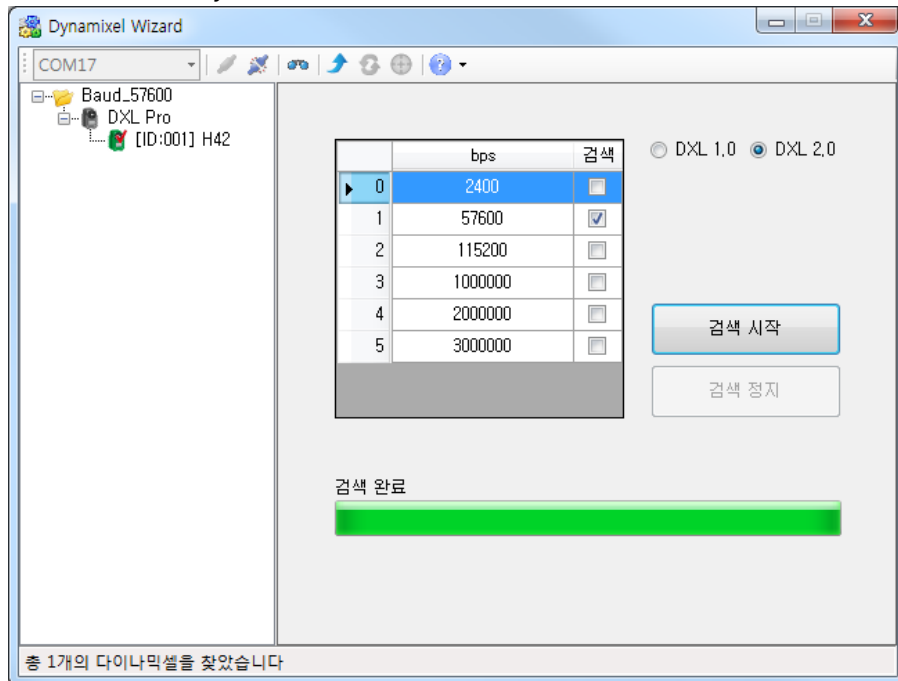 Dynamixel Wizard
COM17
Baud_57600
DXL Pro
[ID:001] H42
bps 검색
0 2400
1 57600
2 115200
3 1000000
4 2000000
5 3000000
DXL 1.0 DXL 2.0
검색 시작
검색 정지
검색 완료
총 1개의 다이나믹셀을 찾았습니다